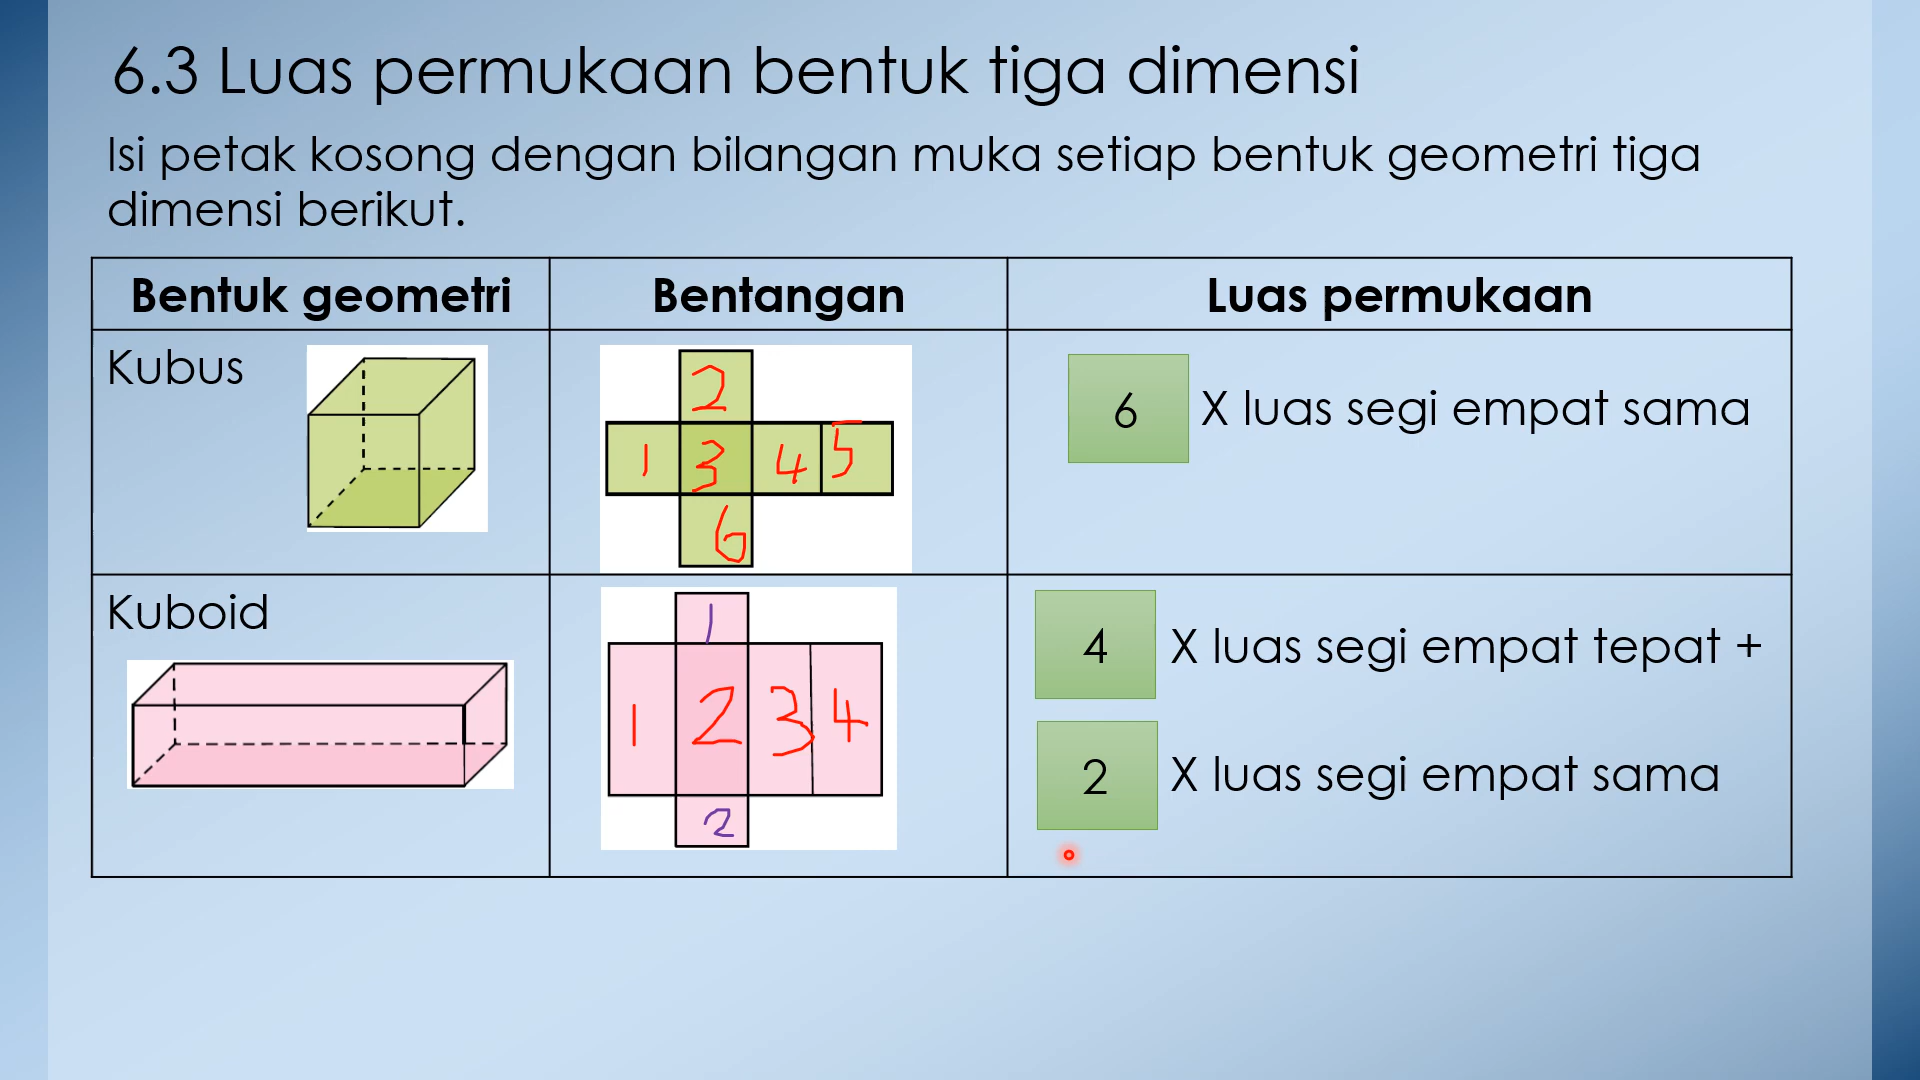 6.3 Luas permukaan bentuk tiga dimensi
Isi petak kosong dengan bilangan muka setiap bentuk geometri tiga
dimensi berikut.
Bentuk geometri Bentangan Luas permukaan
Kubus
2
1 3 4 5
6
6 X luas segi empat sama
Kuboid
1
1 2 3 4
2
4 X luas segi empat tepat +
2 X luas segi empat sama